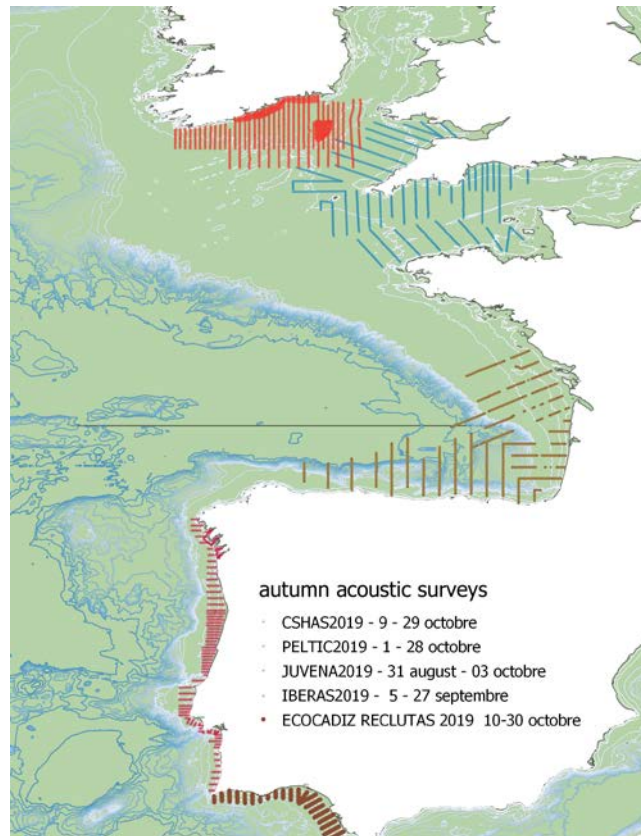 autumn acoustic surveys
CSHAS2019 - 9 - 29 octobre
PELTIC2019 - 1 - 28 octobre
JUVENA2019 - 31 august - 03 octobre
IBERAS2019 - 5 - 27 septembre
ECOCADIZ RECLUTAS 2019 10-30 octobre